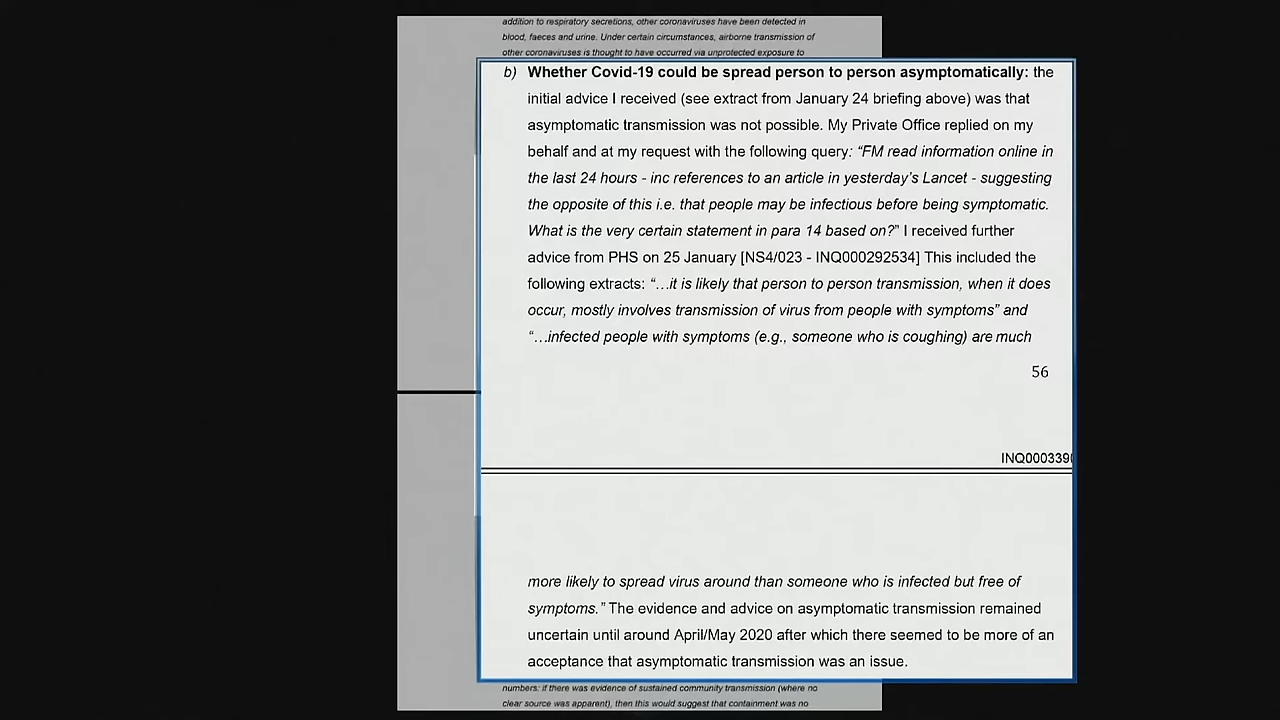 addition to respiratory secretions, other coronaviruses have been detected in
blood, faeces and urine. Under certain circumstances, airborne transmission of
other coronaviruses is thought to have occurred via unprotected exposure to
b) Whether Covid-19 could be spread person to person asymptomatically: the
initial advice I received (see extract from January 24 briefing above) was that
asymptomatic transmission was not possible. My Private Office replied on my
behalf and at my request with the following query: “FM read information online in
the last 24 hours - inc references to an article in yesterday’s Lancet - suggesting
the opposite of this i.e. that people may be infectious before being symptomatic.
What is the very certain statement in para 14 based on?” I received further
advice from PHS on 25 January [NS4/023 - INQ000292534] This included the
following extracts: “…it is likely that person to person transmission, when it does
occur, mostly involves transmission of virus from people with symptoms” and
“…infected people with symptoms (e.g., someone who is coughing) are much
56
INQ0003390
more likely to spread virus around than someone who is infected but free of
symptoms.” The evidence and advice on asymptomatic transmission remained
uncertain until around April/May 2020 after which there seemed to be more of an
acceptance that asymptomatic transmission was an issue.
numbers: if there was evidence of sustained community transmission (where no
clear source was apparent), then this would suggest that containment was no